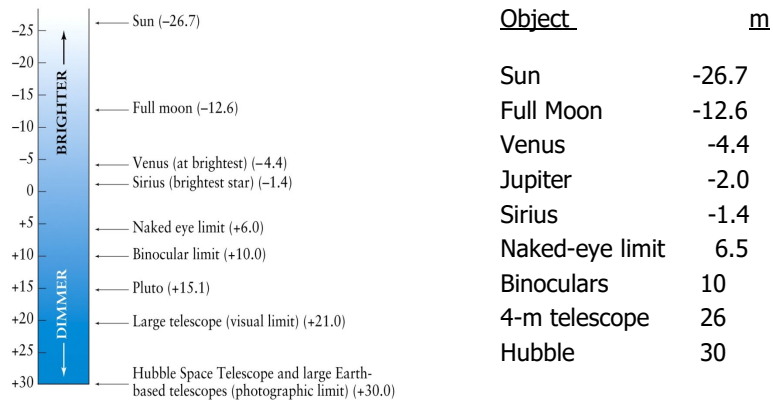 −25
−20
−15
−10
−5
0
+5
+10
+15
+20
+25
+30
BRIGHTER
DIMMER
Sun (−26.7)
Full moon (−12.6)
Venus (at brightest) (−4.4)
Sirius (brightest star) (−1.4)
Naked eye limit (+6.0)
Binocular limit (+10.0)
Pluto (+15.1)
Large telescope (visual limit) (+21.0)
Hubble Space Telescope and large Earth-
based telescopes (photographic limit) (+30.0)
Object m
Sun -26.7
Full Moon -12.6
Venus -4.4
Jupiter -2.0
Sirius -1.4
Naked-eye limit 6.5
Binoculars 10
4-m telescope 26
Hubble 30